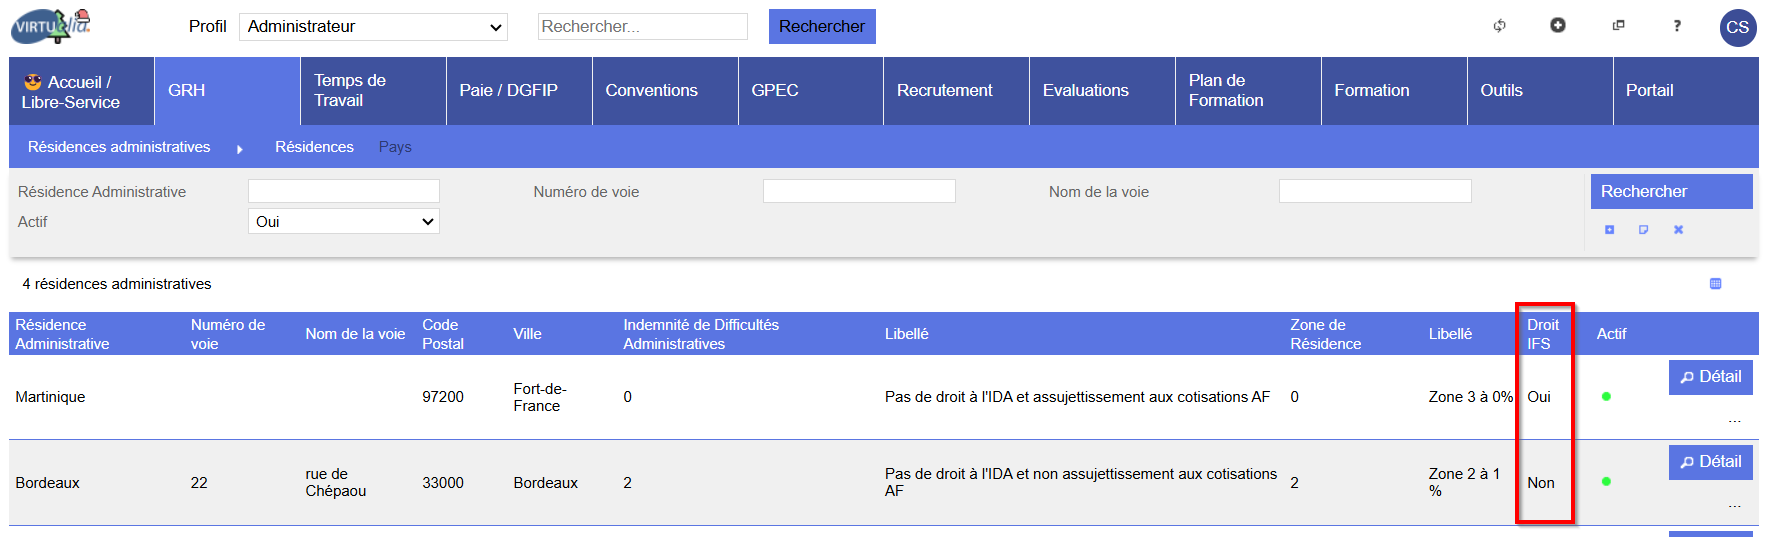 VIRTUalia
Profil
Administrateur
Rechercher...
Rechercher
?
CS
Accueil /
Libre-Service
GRH
Temps de
Travail
Paie / DGFIP
Conventions
GPEC
Recrutement
Evaluations
Plan de
Formation
Formation
Outils
Portail
Résidences administratives
Résidences
Pays
Résidence Administrative
Numéro de voie
Nom de la voie
Rechercher
Actif
Oui
4 résidences administratives
Résidence
Administrative
Numéro de
voie
Nom de la voie
Code
Postal
Ville
Indemnité de Difficultés
Administratives
Libellé
Zone de
Résidence
Libellé
Droit
IFS
Actif
Martinique
97200
Fort-de-
France
0
Pas de droit à l'IDA et assujettissement aux cotisations AF
0
Zone 3 à 0%
Oui
Détail
...
Bordeaux
22
rue de
Chépaou
33000
Bordeaux
2
Pas de droit à l'IDA et non assujettissement aux cotisations
AF
2
Zone 2 à 1
%
Non
Détail
...